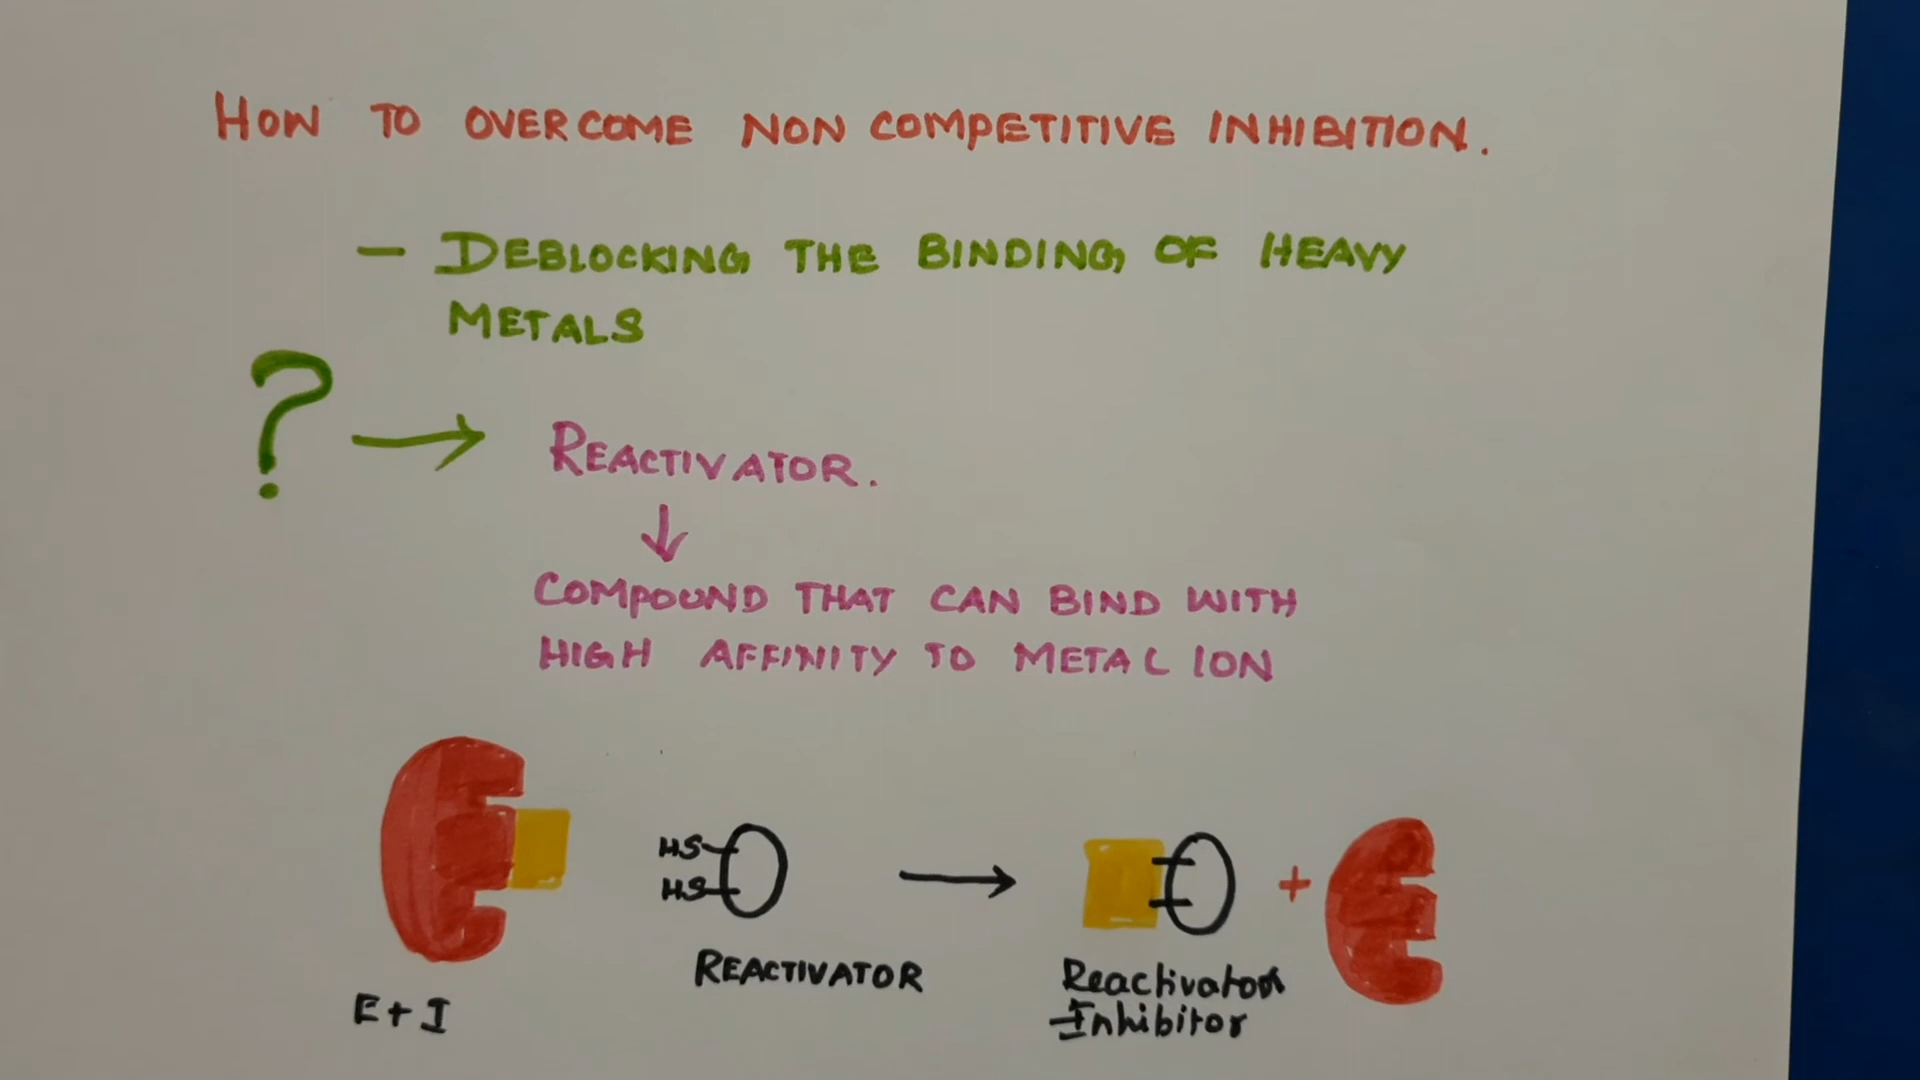 HOW TO OVERCOME NON COMPETITIVE INHIBITION.
- DEBLOCKING THE BINDING OF HEAVY
METALS
? → REACTIVATOR.
↓
COMPOUND THAT CAN BIND WITH
HIGH AFFINITY TO METAL ION
HS
HS
→
+
REACTIVATOR
Reactivator
-Inhibitor
E+I